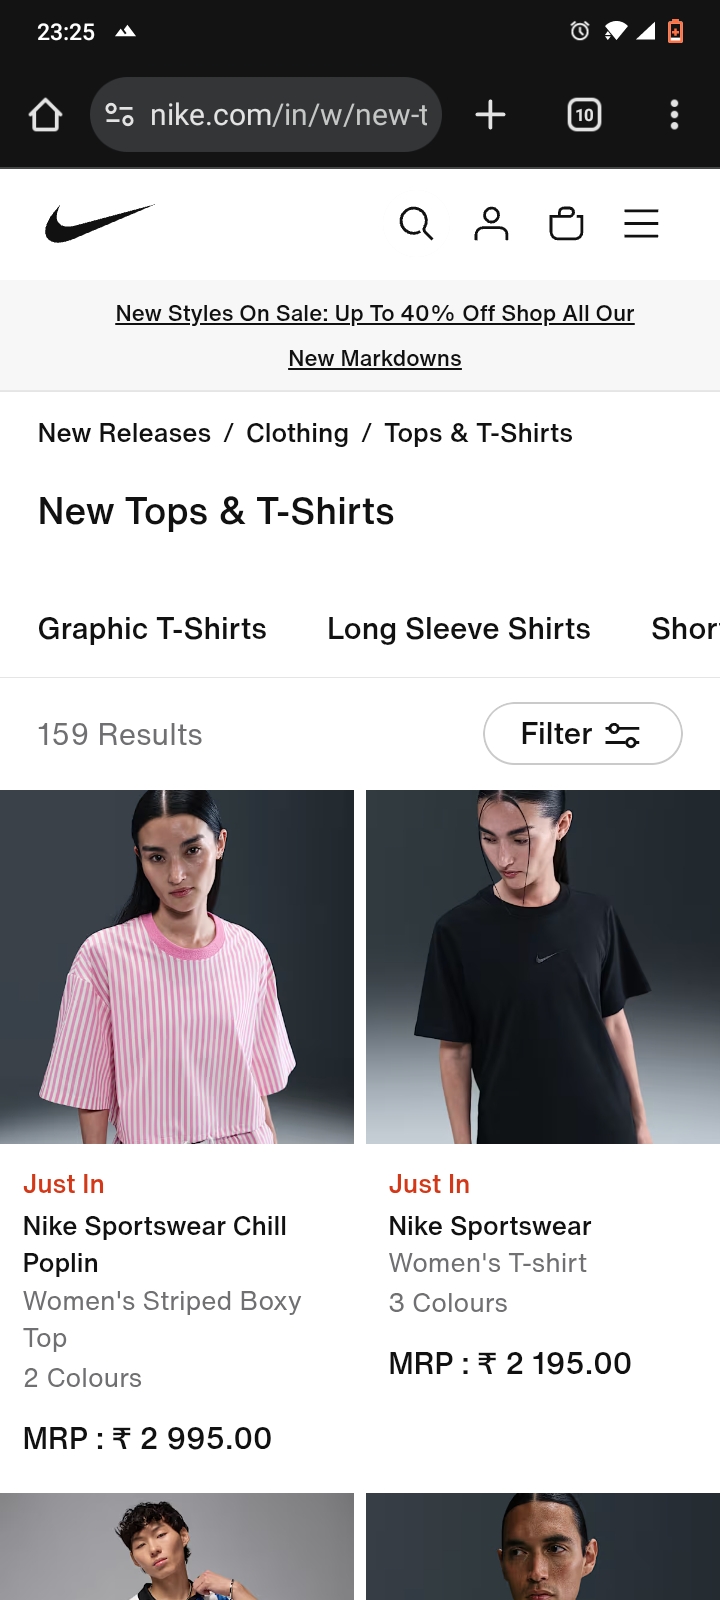 23:25
nike.com/in/w/new-t
10
New Styles On Sale: Up To 40% Off Shop All Our
New Markdowns
New Releases / Clothing / Tops & T-Shirts
New Tops & T-Shirts
Graphic T-Shirts Long Sleeve Shirts Shor
159 Results
Filter
Just In
Nike Sportswear Chill
Poplin
Women's Striped Boxy
Top
2 Colours
MRP : ₹ 2 995.00
Just In
Nike Sportswear
Women's T-shirt
3 Colours
MRP : ₹ 2 195.00